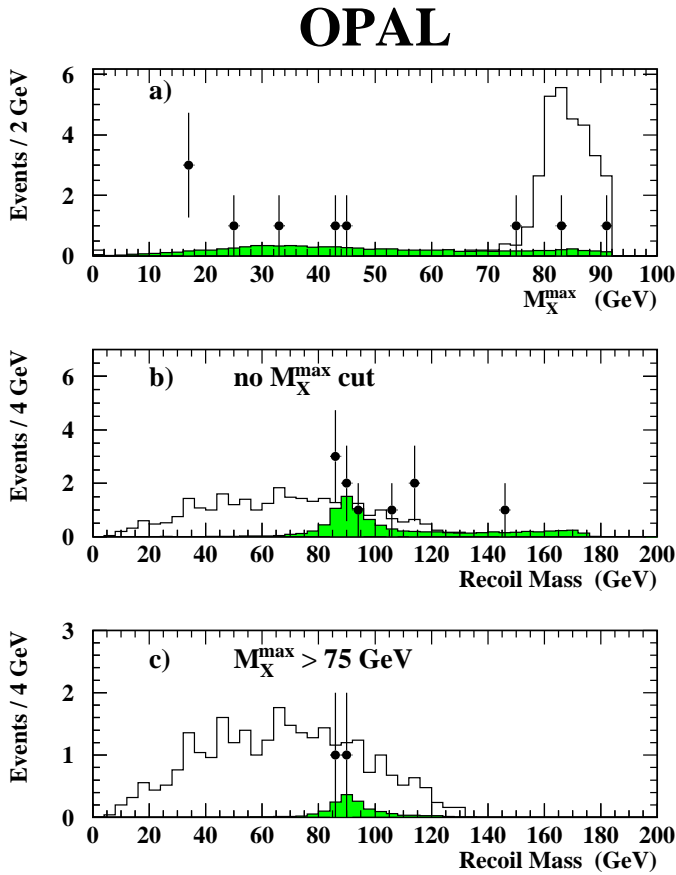 OPAL
Events / 2 GeV
a)
6
4
2
0
0 10 20 30 40 50 60 70 80 90 100
M_X^max (GeV)
Events / 4 GeV
b) no M_X^max cut
6
4
2
0
0 20 40 60 80 100 120 140 160 180 200
Recoil Mass (GeV)
Events / 4 GeV
c) M_X^max > 75 GeV
3
2
1
0
0 20 40 60 80 100 120 140 160 180 200
Recoil Mass (GeV)